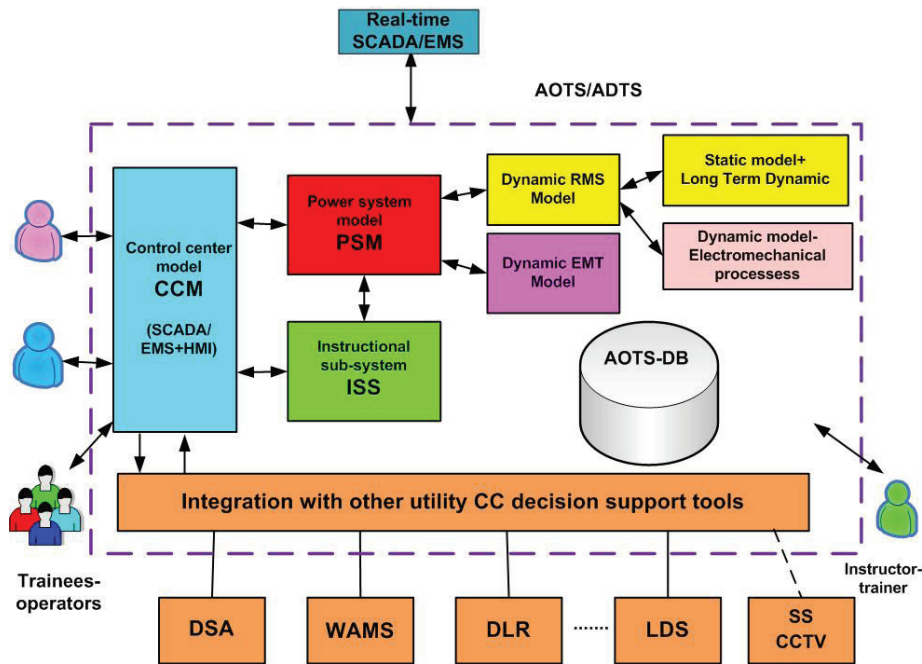 Real-time
SCADA/EMS
AOTS/ADTS
Control center
model
CCM
(SCADA/
EMS+HMI)
Power system
model
PSM
Instructional
sub-system
ISS
Dynamic RMS
Model
Dynamic EMT
Model
Static model+
Long Term Dynamic
Dynamic model-
Electromechanical
processess
AOTS-DB
Integration with other utility CC decision support tools
Trainees-
operators
Instructor-
trainer
DSA
WAMS
DLR
........
LDS
SS
CCTV